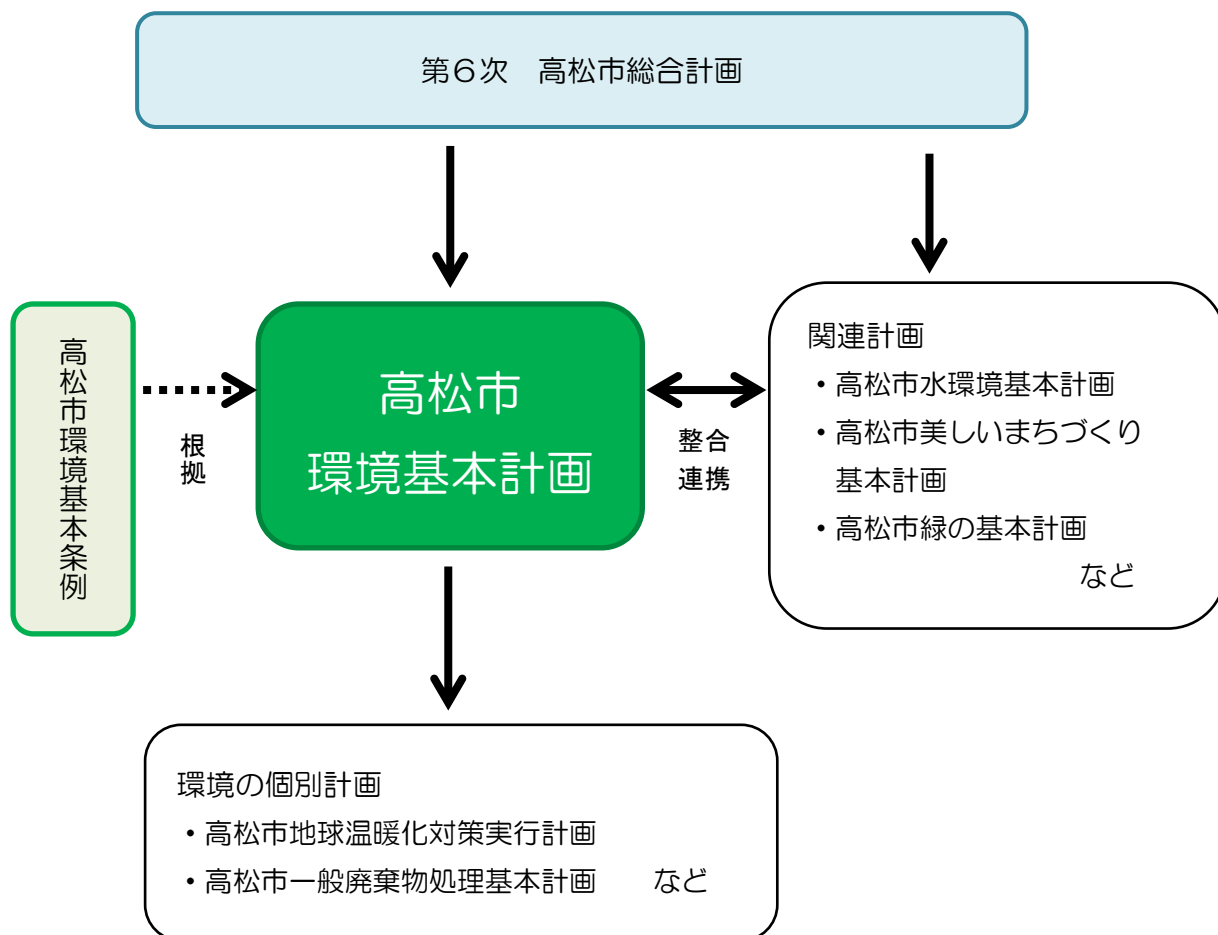 第６次　高松市総合計画
高松市環境基本条例
根拠
高松市
環境基本計画
整合
連携
関連計画
・高松市水環境基本計画
・高松市美しいまちづくり
基本計画
・高松市緑の基本計画
など
環境の個別計画
・高松市地球温暖化対策実行計画
・高松市一般廃棄物処理基本計画　　など